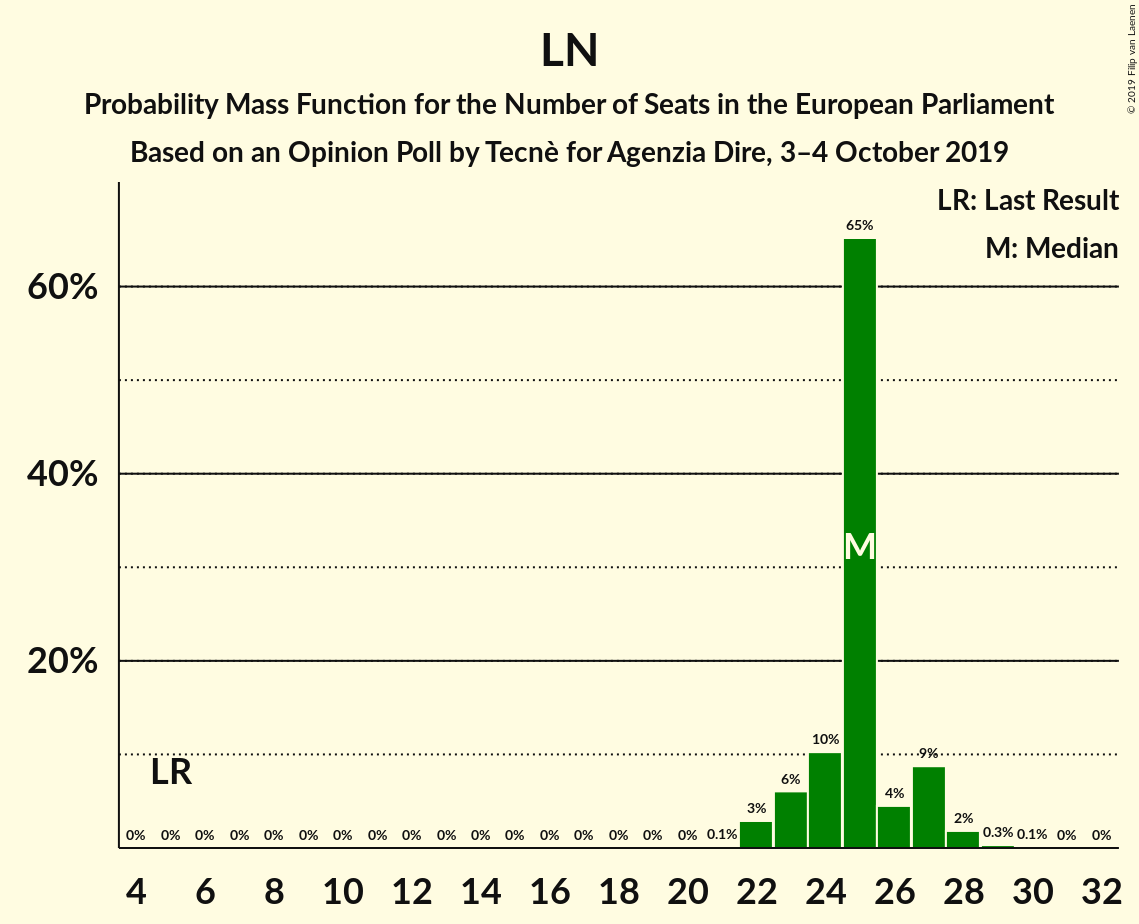 LN
Probability Mass Function for the Number of Seats in the European Parliament
Based on an Opinion Poll by Tecnè for Agenzia Dire, 3–4 October 2019
© 2019 Filip van Laenen
LR: Last Result
M: Median
65%
60%
40%
M
20%
LR
0% 0% 0% 0% 0% 0% 0% 0% 0% 0% 0% 0% 0% 0% 0% 0% 0% 0.1% 3% 6% 10% 4% 9% 2% 0.3% 0.1% 0% 0%
4 6 8 10 12 14 16 18 20 22 24 26 28 30 32